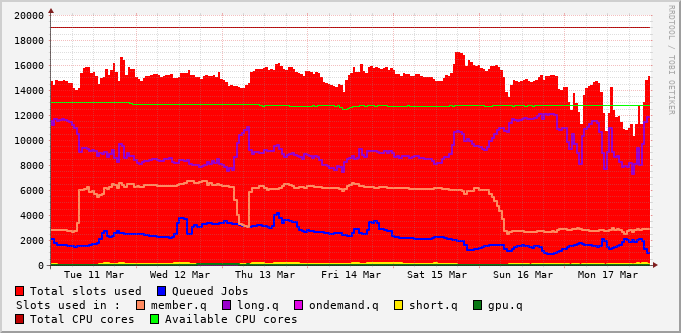 20000
18000
16000
14000
12000
10000
8000
6000
4000
2000
0
Tue 11 Mar Wed 12 Mar Thu 13 Mar Fri 14 Mar Sat 15 Mar Sun 16 Mar Mon 17 Mar
Total slots used Queued Jobs
Slots used in : member.q long.q ondemand.q short.q gpu.q
Total CPU cores Available CPU cores
RRDTOOL / TOBI OETIKER